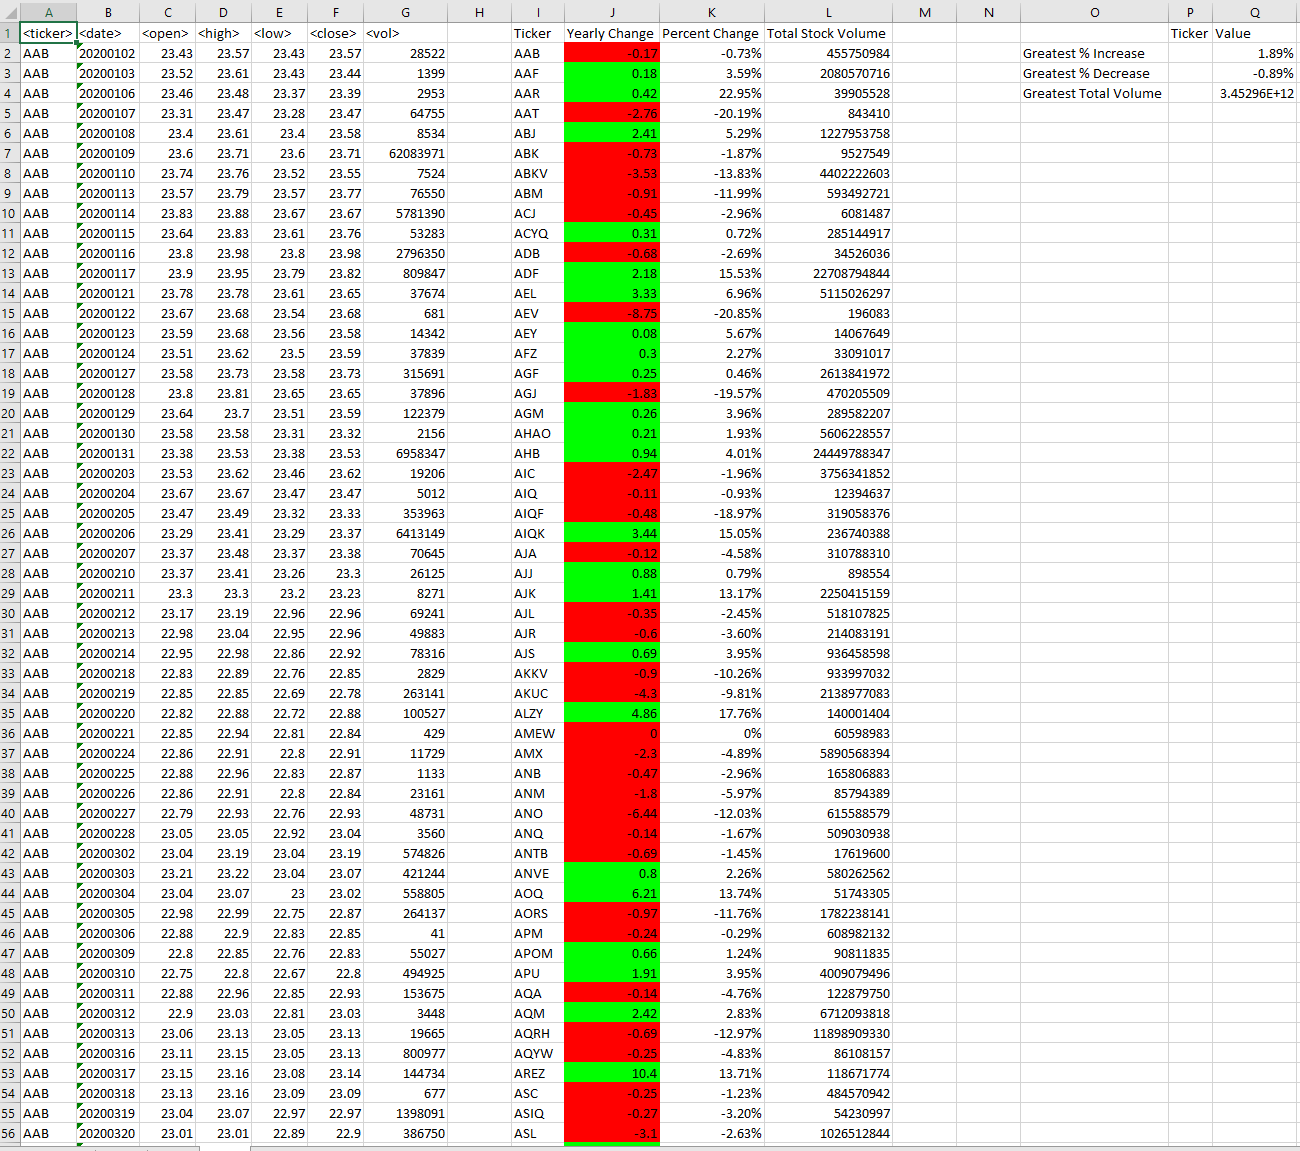 A B C D E F G H I J K L M N O P Q
1 <ticker> <date> <open> <high> <low> <close> <vol> Ticker Yearly Change Percent Change Total Stock Volume Ticker Value
2 AAB 20200102 23.43 23.57 23.43 23.57 28522 AAB -0.17 -0.73% 455750984 Greatest % Increase 1.89%
3 AAB 20200103 23.52 23.61 23.43 23.44 1399 AAF 0.18 3.59% 2080570716 Greatest % Decrease -0.89%
4 AAB 20200106 23.46 23.48 23.37 23.39 2953 AAR 0.42 22.95% 39905528 Greatest Total Volume 3.45296E+12
5 AAB 20200107 23.31 23.47 23.28 23.47 64755 AAT -2.76 -20.19% 843410
6 AAB 20200108 23.4 23.61 23.4 23.58 8534 ABJ 2.41 5.29% 1227953758
7 AAB 20200109 23.6 23.71 23.6 23.71 62083971 ABK -0.73 -1.87% 9527549
8 AAB 20200110 23.74 23.76 23.52 23.55 7524 ABKV -3.53 -13.83% 4402222603
9 AAB 20200113 23.57 23.79 23.57 23.77 76550 ABM -0.91 -11.99% 593492721
10 AAB 20200114 23.83 23.88 23.67 23.67 5781390 ACJ -0.45 -2.96% 6081487
11 AAB 20200115 23.64 23.83 23.61 23.76 53283 ACYQ 0.31 0.72% 285144917
12 AAB 20200116 23.8 23.98 23.8 23.98 2796350 ADB -0.68 -2.69% 34526036
13 AAB 20200117 23.9 23.95 23.79 23.82 809847 ADF 2.18 15.53% 22708794844
14 AAB 20200121 23.78 23.78 23.61 23.65 37674 AEL 3.33 6.96% 5115026297
15 AAB 20200122 23.67 23.68 23.54 23.68 681 AEV -8.75 -20.85% 196083
16 AAB 20200123 23.59 23.68 23.56 23.58 14342 AEY 0.08 5.67% 14067649
17 AAB 20200124 23.51 23.62 23.5 23.59 37839 AFZ 0.3 2.27% 33091017
18 AAB 20200127 23.58 23.73 23.58 23.73 315691 AGF 0.25 0.46% 2613841972
19 AAB 20200128 23.8 23.81 23.65 23.65 37896 AGJ -1.83 -19.57% 470205509
20 AAB 20200129 23.64 23.7 23.51 23.59 122379 AGM 0.26 3.96% 289582207
21 AAB 20200130 23.58 23.58 23.31 23.32 2156 AHAO 0.21 1.93% 5606228557
22 AAB 20200131 23.38 23.53 23.38 23.53 6958347 AHB 0.94 4.01% 24449788347
23 AAB 20200203 23.53 23.62 23.46 23.62 19206 AIC -2.47 -1.96% 3756341852
24 AAB 20200204 23.67 23.67 23.47 23.47 5012 AIQ -0.11 -0.93% 12394637
25 AAB 20200205 23.47 23.49 23.32 23.33 353963 AIQF -0.48 -18.97% 319058376
26 AAB 20200206 23.29 23.41 23.29 23.37 6413149 AIQK 3.44 15.05% 236740388
27 AAB 20200207 23.37 23.48 23.37 23.38 70645 AJA -0.12 -4.58% 310788310
28 AAB 20200210 23.37 23.41 23.26 23.3 26125 AJJ 0.88 0.79% 898554
29 AAB 20200211 23.3 23.3 23.2 23.23 8271 AJK 1.41 13.17% 2250415159
30 AAB 20200212 23.17 23.19 22.96 22.96 69241 AJL -0.35 -2.45% 518107825
31 AAB 20200213 22.98 23.04 22.95 22.96 49883 AJR -0.6 -3.60% 214083191
32 AAB 20200214 22.95 22.98 22.86 22.92 78316 AJS 0.69 3.95% 936458598
33 AAB 20200218 22.83 22.89 22.76 22.85 2829 AKKV -0.9 -10.26% 933997032
34 AAB 20200219 22.85 22.85 22.69 22.78 263141 AKUC -4.3 -9.81% 2138977083
35 AAB 20200220 22.82 22.88 22.72 22.88 100527 ALZY 4.86 17.76% 140001404
36 AAB 20200221 22.85 22.94 22.81 22.84 429 AMEW 0 0% 60598983
37 AAB 20200224 22.86 22.91 22.8 22.91 11729 AMX -2.3 -4.89% 5890568394
38 AAB 20200225 22.88 22.96 22.83 22.87 1133 ANB -0.47 -2.96% 165806883
39 AAB 20200226 22.86 22.91 22.8 22.84 23161 ANM -1.8 -5.97% 85794389
40 AAB 20200227 22.79 22.93 22.76 22.93 48731 ANO -6.44 -12.03% 615588579
41 AAB 20200228 23.05 23.05 22.92 23.04 3560 ANQ -0.14 -1.67% 509030938
42 AAB 20200302 23.04 23.19 23.04 23.19 574826 ANTB -0.69 -1.45% 17619600
43 AAB 20200303 23.21 23.22 23.04 23.07 421244 ANVE 0.8 2.26% 580262562
44 AAB 20200304 23.04 23.07 23 23.02 558805 AOQ 6.21 13.74% 51743305
45 AAB 20200305 22.98 22.99 22.75 22.87 264137 AORS -0.97 -11.76% 1782238141
46 AAB 20200306 22.88 22.9 22.83 22.85 41 APM -0.24 -0.29% 608982132
47 AAB 20200309 22.8 22.85 22.76 22.83 55027 APOM 0.66 1.24% 90811835
48 AAB 20200310 22.75 22.8 22.67 22.8 494925 APU 1.91 3.95% 4009079496
49 AAB 20200311 22.88 22.96 22.85 22.93 153675 AQA -0.14 -4.76% 122879750
50 AAB 20200312 22.9 23.03 22.81 23.03 3448 AQM 2.42 2.83% 6712093818
51 AAB 20200313 23.06 23.13 23.05 23.13 19665 AQRH -0.69 -12.97% 11898909330
52 AAB 20200316 23.11 23.15 23.05 23.13 800977 AQYW -0.25 -4.83% 86108157
53 AAB 20200317 23.15 23.16 23.08 23.14 144734 AREZ 10.4 13.71% 118671774
54 AAB 20200318 23.13 23.16 23.09 23.09 677 ASC -0.25 -1.23% 484570942
55 AAB 20200319 23.04 23.07 22.97 22.97 1398091 ASIQ -0.27 -3.20% 54230997
56 AAB 20200320 23.01 23.01 22.89 22.9 386750 ASL -3.1 -2.63% 1026512844